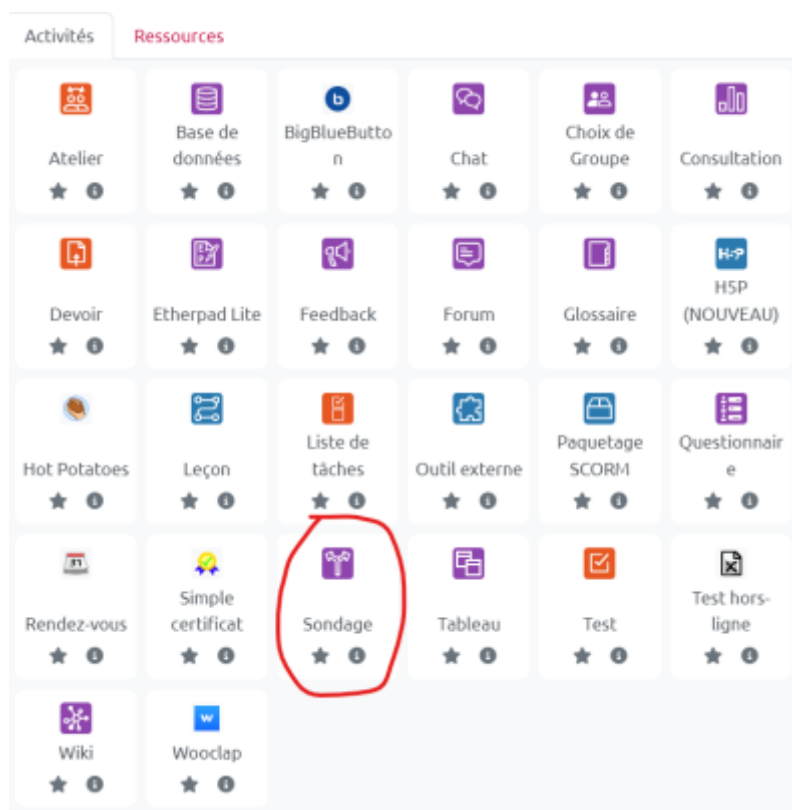 Activités Ressources
Atelier
Base de
données
BigBlueButto
n
Chat
Choix de
Groupe
Consultation
Devoir
Etherpad Lite
Feedback
Forum
Glossaire
H5P
H5P
(NOUVEAU)
Hot Potatoes
Leçon
Liste de
tâches
Outil externe
Paquetage
SCORM
Questionnair
e
Rendez-vous
Simple
certificat
Sondage
Tableau
Test
Test hors-
ligne
Wiki
Wooclap